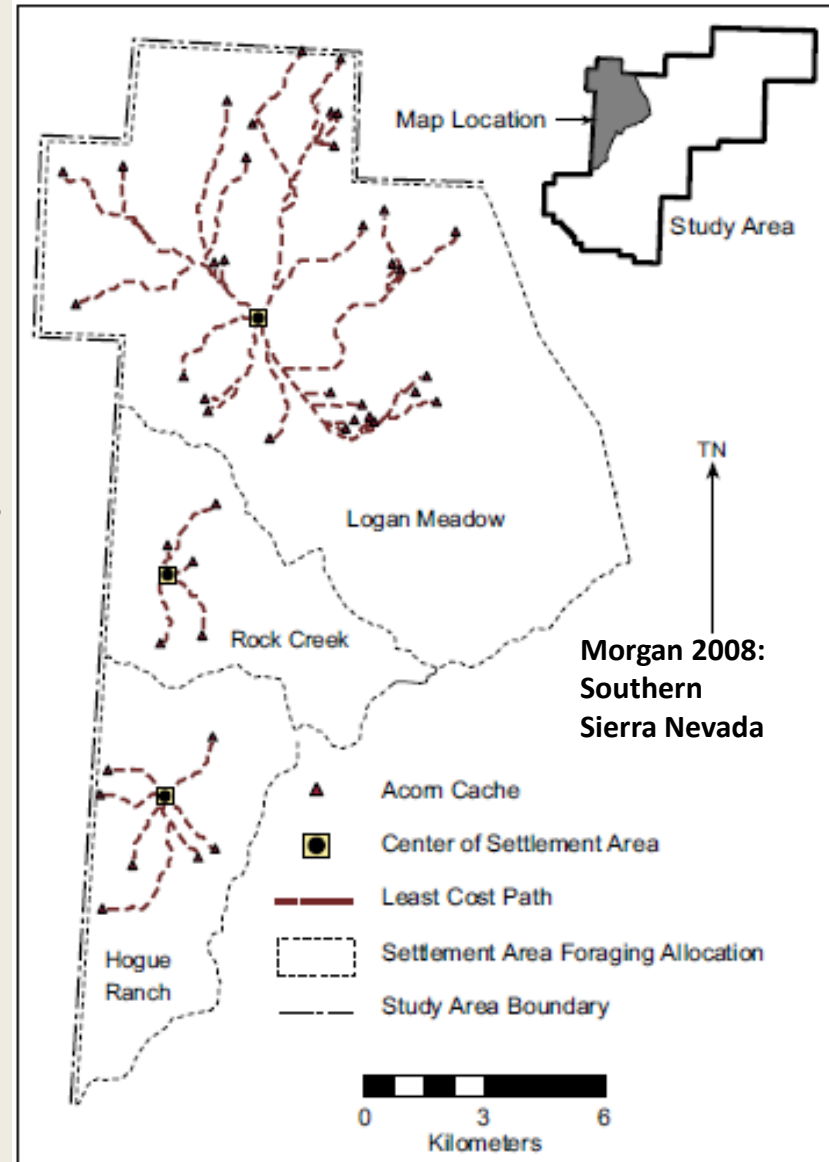 Map Location
Study Area
Logan Meadow
TN
Rock Creek
Morgan 2008:
Southern
Sierra Nevada
Acorn Cache
Center of Settlement Area
Least Cost Path
Hogue
Ranch
Settlement Area Foraging Allocation
Study Area Boundary
0 3 6
Kilometers